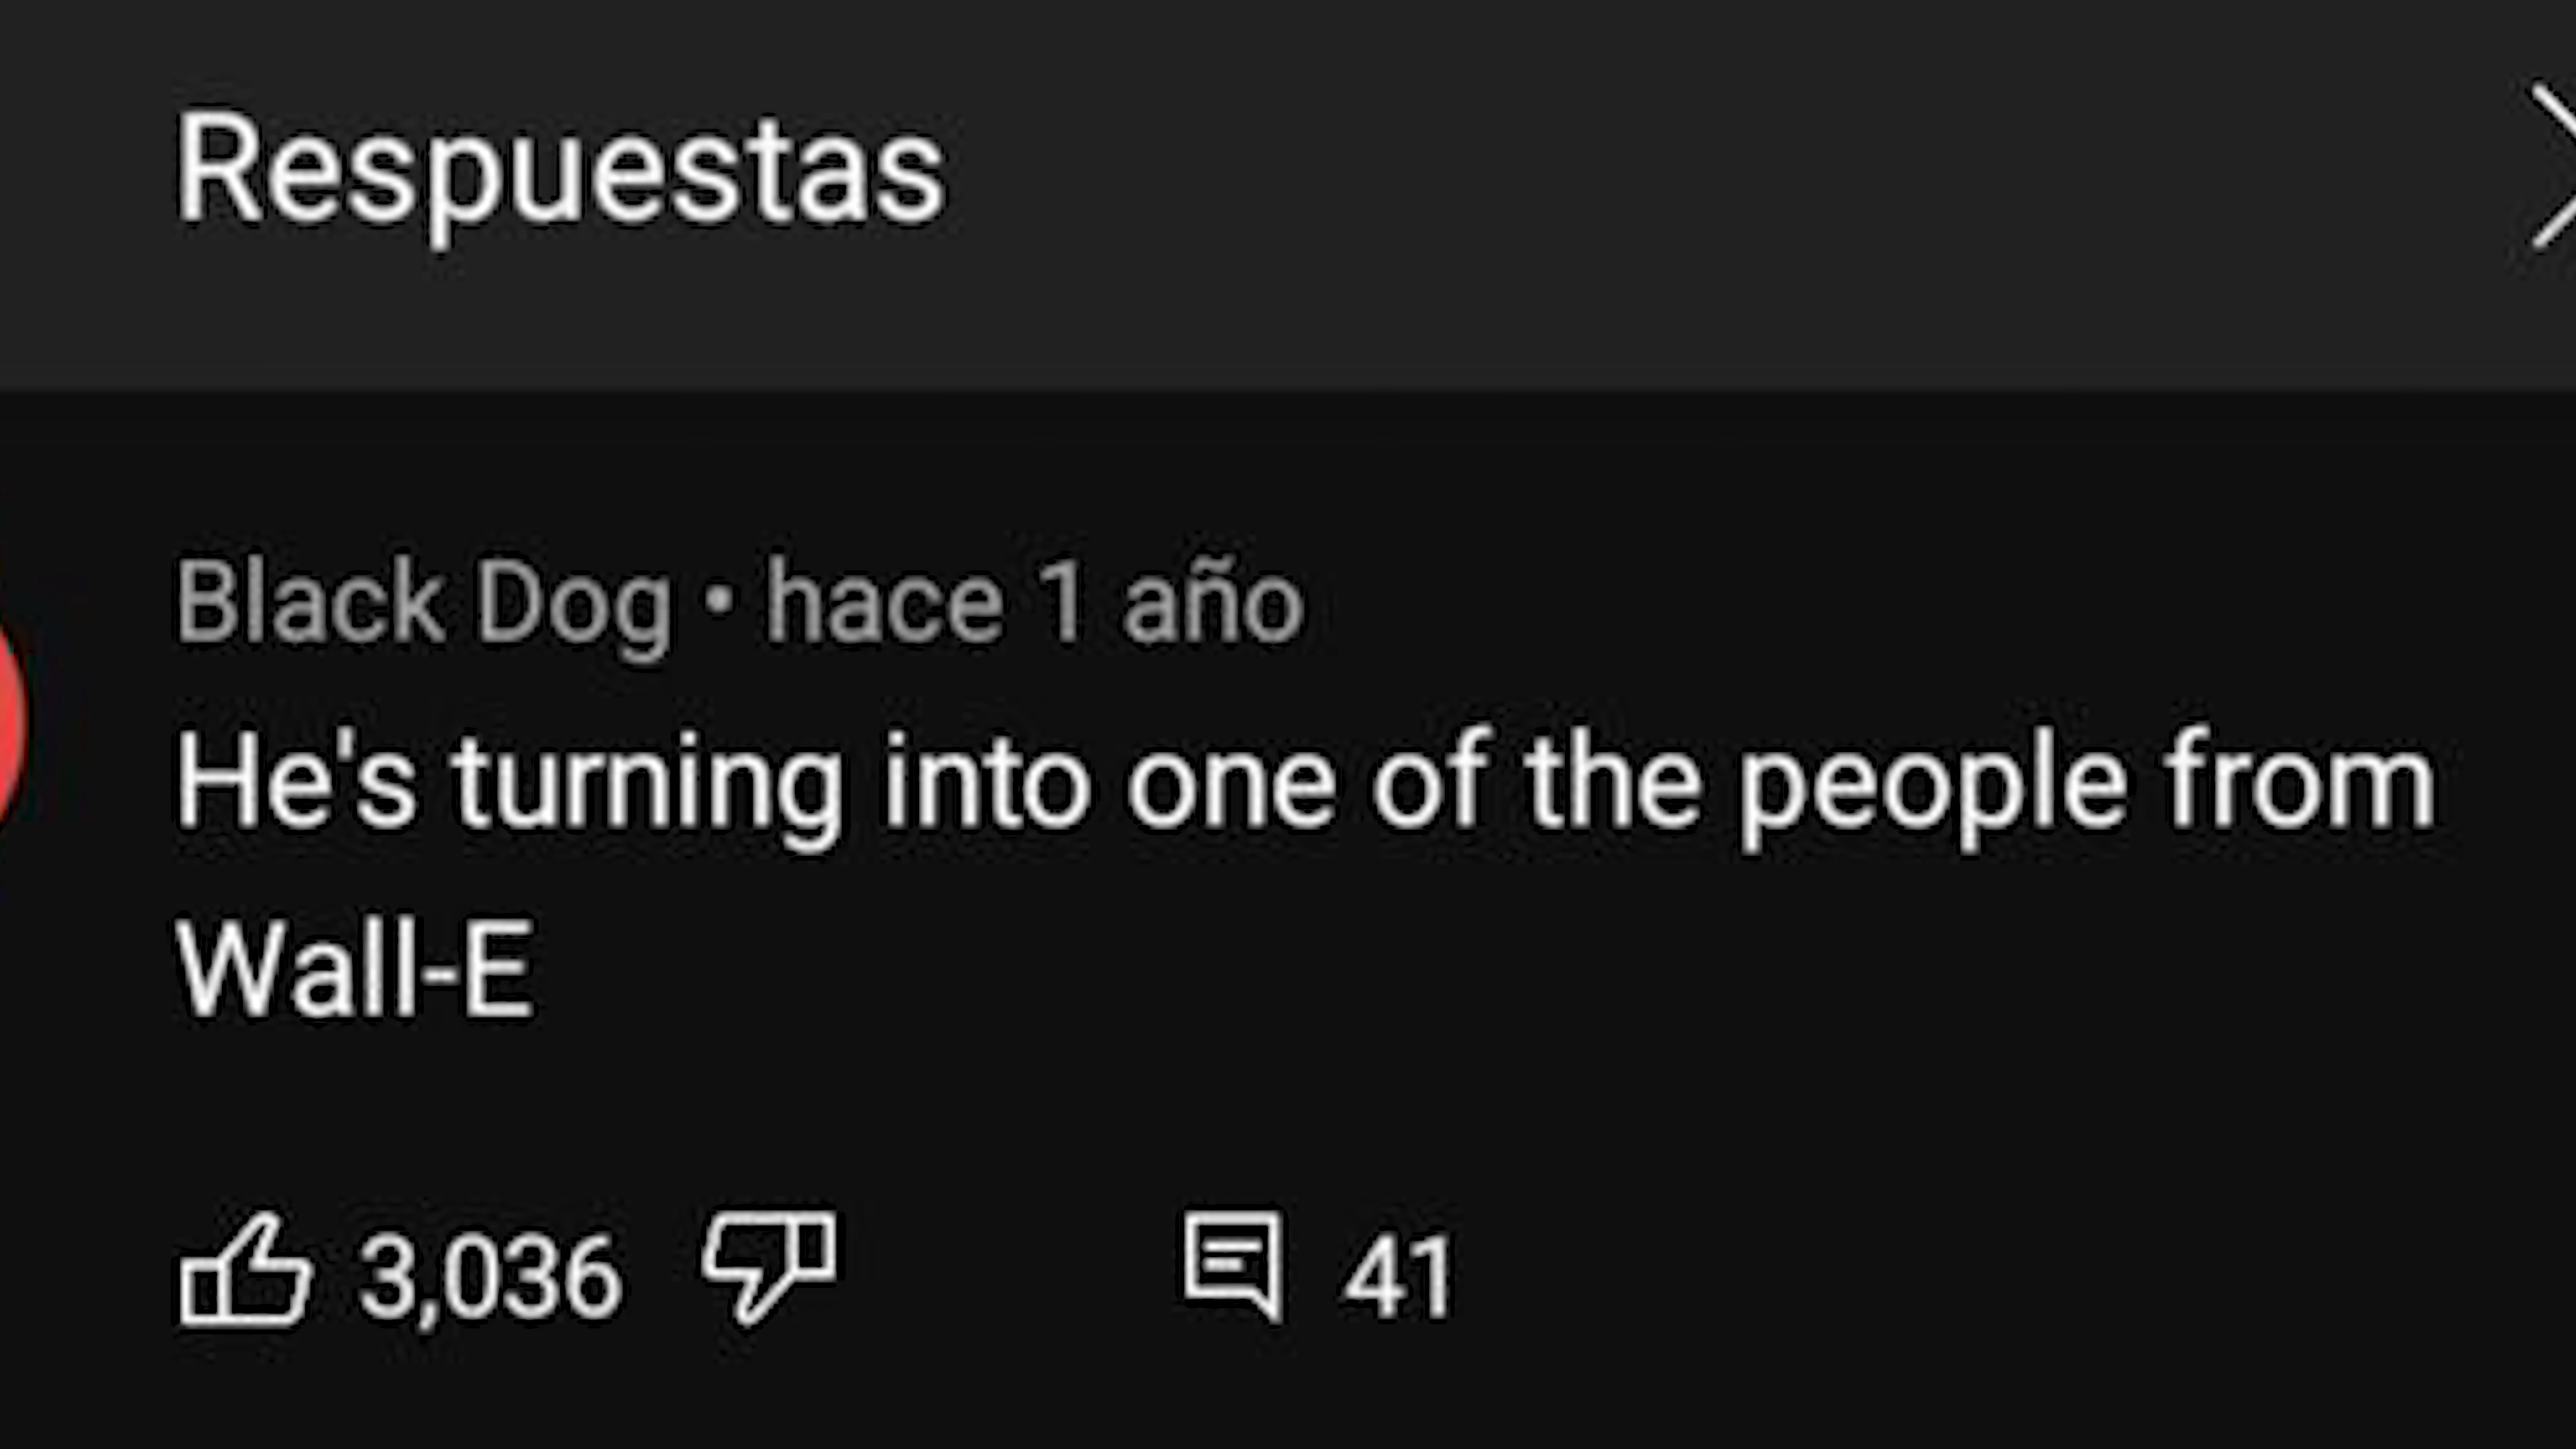 Respuestas
Black Dog • hace 1 año
He's turning into one of the people from
Wall-E
3,036 41